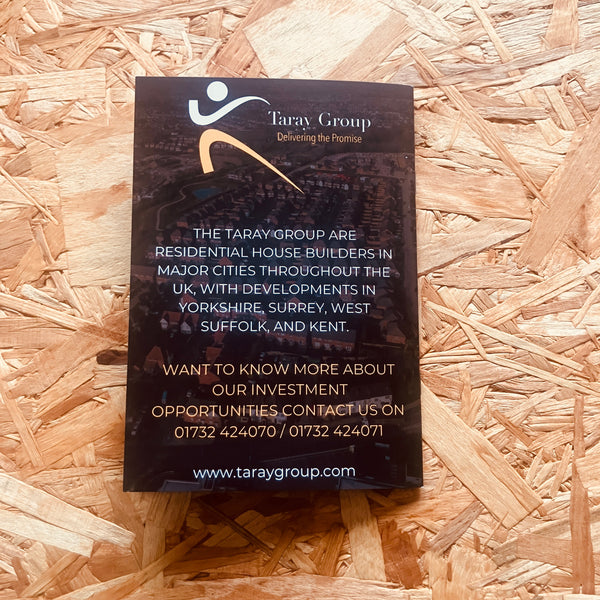 Taray Group
Delivering the Promise
THE TARAY GROUP ARE
RESIDENTIAL HOUSE BUILDERS IN
MAJOR CITIES THROUGHOUT THE
UK, WITH DEVELOPMENTS IN
YORKSHIRE, SURREY, WEST
SUFFOLK, AND KENT.
WANT TO KNOW MORE ABOUT
OUR INVESTMENT
OPPORTUNITIES CONTACT US ON
01732 424070 / 01732 424071
www.taraygroup.com